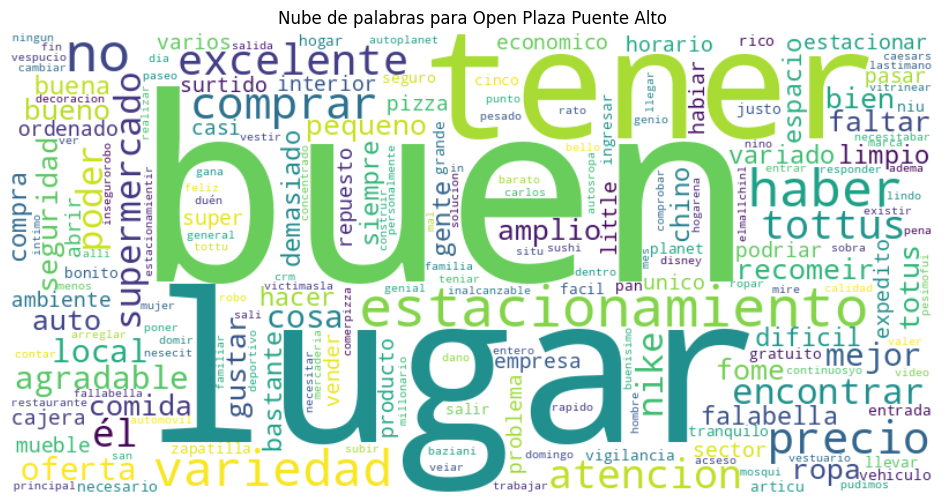 Nube de palabras para Open Plaza Puente Alto
ningun
fin
vespucio
cambiar
no
varios
salida
hogar
autoplanet
economico
horario
rico
estacionar
dia
paseo
excelente
seguro
cinco
tener
lastimano
caesars
vitrinear
buena
surtido
interior
decoracion
ver
bueno
comprar
pizza
punto
pesado
rato
genio
llegar
habiar
justo
espacio
pasar
bien
niu
ordenado
casi
vestir
pequeno
ingresar
faltar
necesitabar
realizar
compra
seguridad
abrir
poder
supermercado
inseguro
robo
estacionamientir
buen
gana
feliz
duén
super
general
tottu
demasiado
concentrado
repuesto
siempre
construir
personalmente
gente
grande
in
solucion
mal
bello
barato
carlos
autosropa
little
amplio
situ
sushi
comprobar
hogarena
chino
nino
variado
marca
limpio
entrar
responder
adema
haber
elmallchinl
lindo
existir
tottus
sobra
pena
intimo
alli
bonito
menos
ambiente
mujer
crm
victimasla
familia
teniar
genial
inalcanzable
dentro
mes
planet
disney
podriar
recomeir
facil
pan
unico
ropar
mire
calidad
expedito
totus
pesimofui
auto
robo
hacer
cosa
estacionamiento
arreglar
poner
domir
sali
contar
nesecit
local
lugar
gustar
familiar
deportivo
bastante
necesitar
mercaderia
vender
comerpizza
producto
millonario
dano
entero
empresa
buenisimo
nike
dificil
gratuito
continuosyo
mejor
valer
video
fome
agradable
restaurante
fallabella
comida
automovil
salir
rapido
hombre
encontrar
cajera
él
falabella
entrada
mueble
san
zapatilla
subir
baziani
veiar
problema
domingo
vigilancia
tranquilo
sector
vestuario
acseso
precio
oferta
variedad
atencion
ropa
llevar
vehiculo
principal
necesario
trabajar
articu
mosqui
pudimos